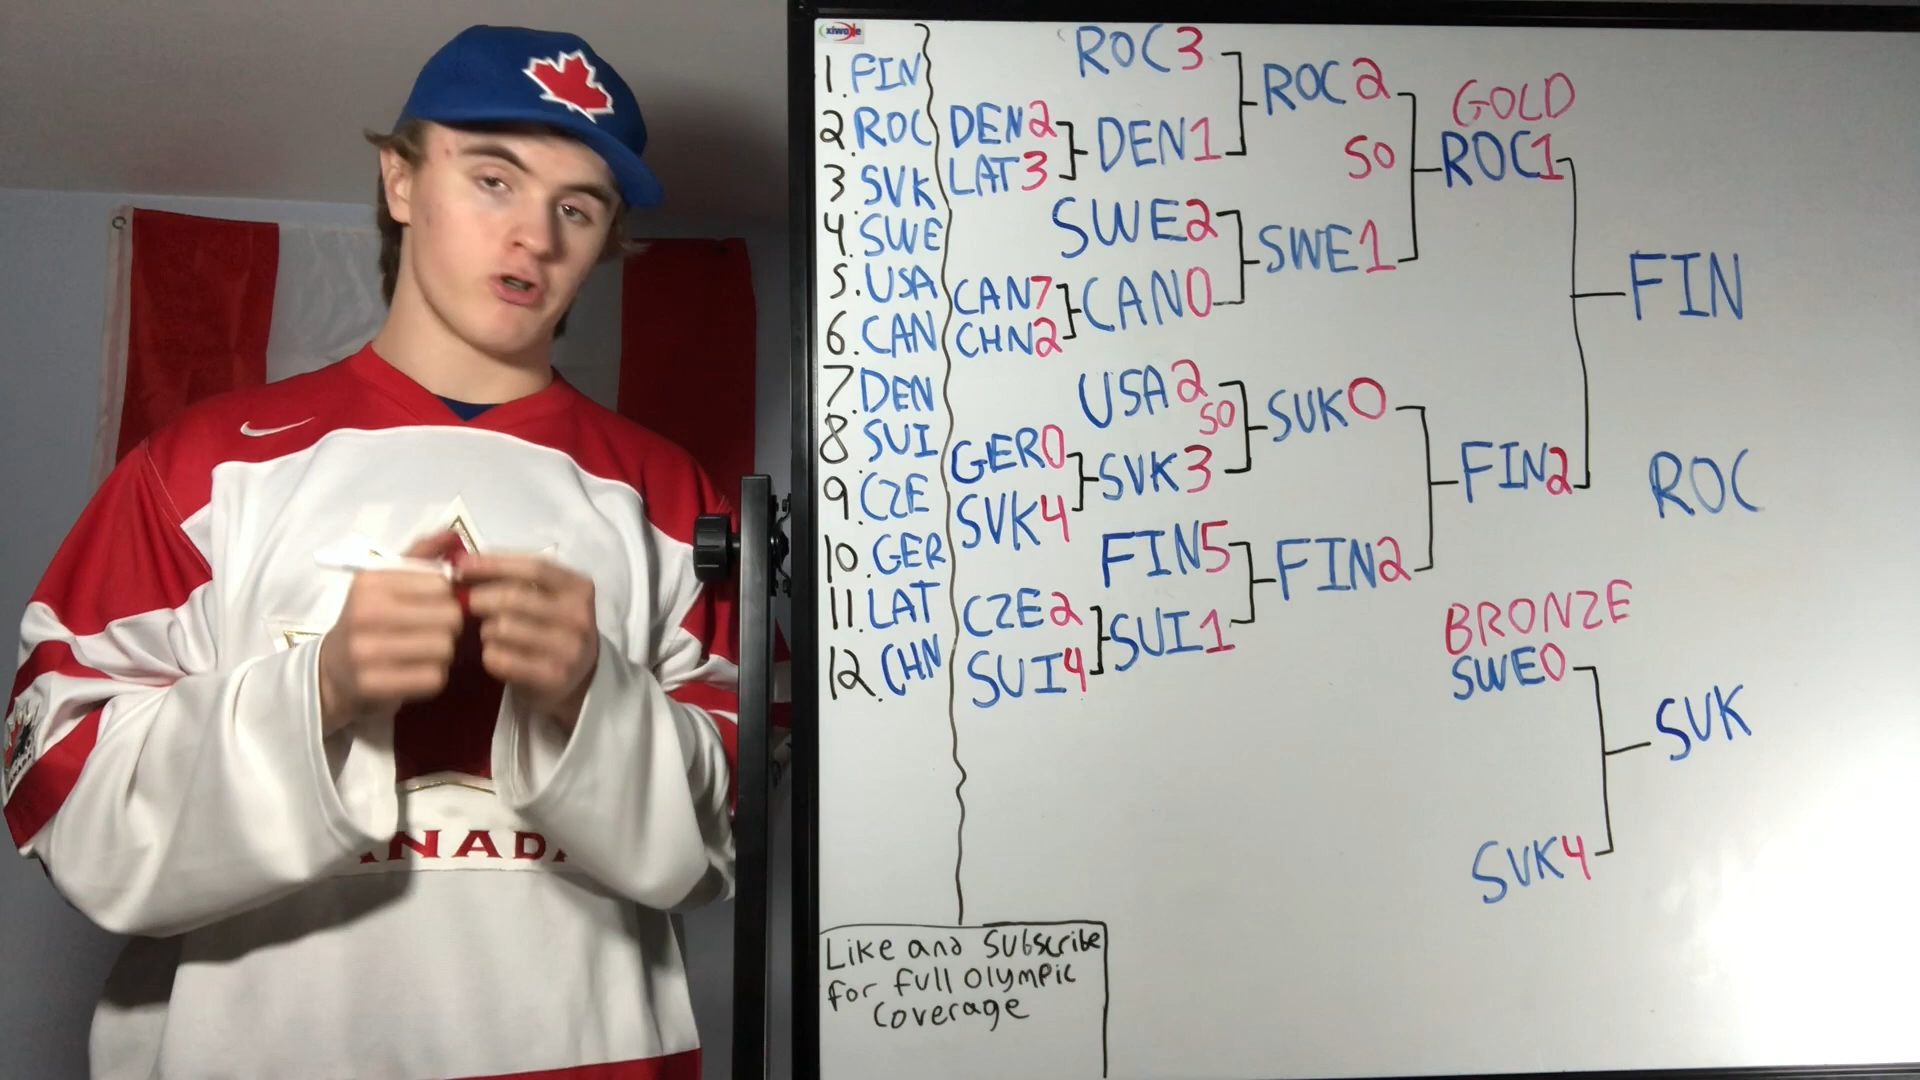 xiwode
1. FIN
2. ROC
3 SVK
4. SWE
5. USA
6. CAN
7. DEN
8 SUI
9. CZE
10. GER
11. LAT
12. CHN
DEN2
LAT3
CAN7
CHN2
GER0
SVK4
CZE2
SUI4
ROC3
DEN1
SWE2
CAN0
USA2
SO
SVK3
FIN5
SUI1
ROC2
SO
SWE1
SVK0
FIN2
GOLD
ROC1
FIN2
FIN
ROC
BRONZE
SWE0
SVK4
SVK
Like and Subscribe
for full Olympic
Coverage
ANADA